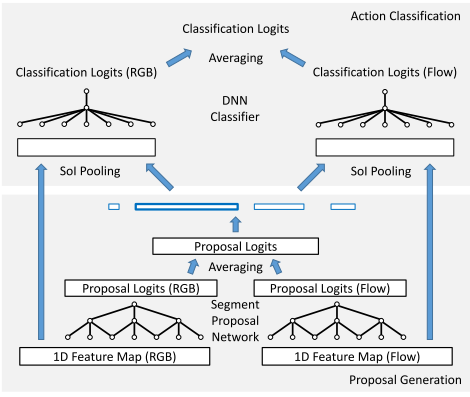 Action Classification
Classification Logits
Averaging
Classification Logits (RGB)
Classification Logits (Flow)
DNN
Classifier
SoI Pooling
SoI Pooling
Proposal Logits
Averaging
Proposal Logits (RGB)
Proposal Logits (Flow)
Segment
Proposal
Network
1D Feature Map (RGB)
1D Feature Map (Flow)
Proposal Generation